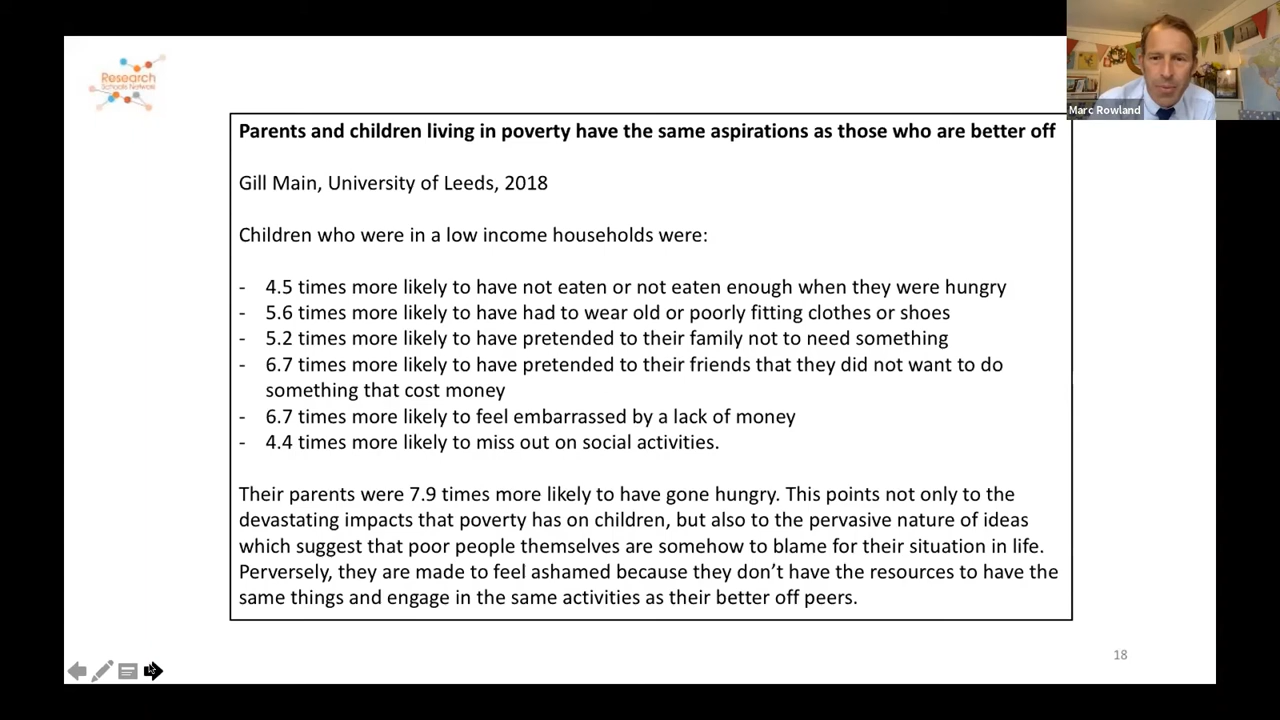 Research
Schools Network
Marc Rowland
Parents and children living in poverty have the same aspirations as those who are better off
Gill Main, University of Leeds, 2018
Children who were in a low income households were:
- 4.5 times more likely to have not eaten or not eaten enough when they were hungry
- 5.6 times more likely to have had to wear old or poorly fitting clothes or shoes
- 5.2 times more likely to have pretended to their family not to need something
- 6.7 times more likely to have pretended to their friends that they did not want to do
something that cost money
- 6.7 times more likely to feel embarrassed by a lack of money
- 4.4 times more likely to miss out on social activities.
Their parents were 7.9 times more likely to have gone hungry. This points not only to the
devastating impacts that poverty has on children, but also to the pervasive nature of ideas
which suggest that poor people themselves are somehow to blame for their situation in life.
Perversely, they are made to feel ashamed because they don’t have the resources to have the
same things and engage in the same activities as their better off peers.
18